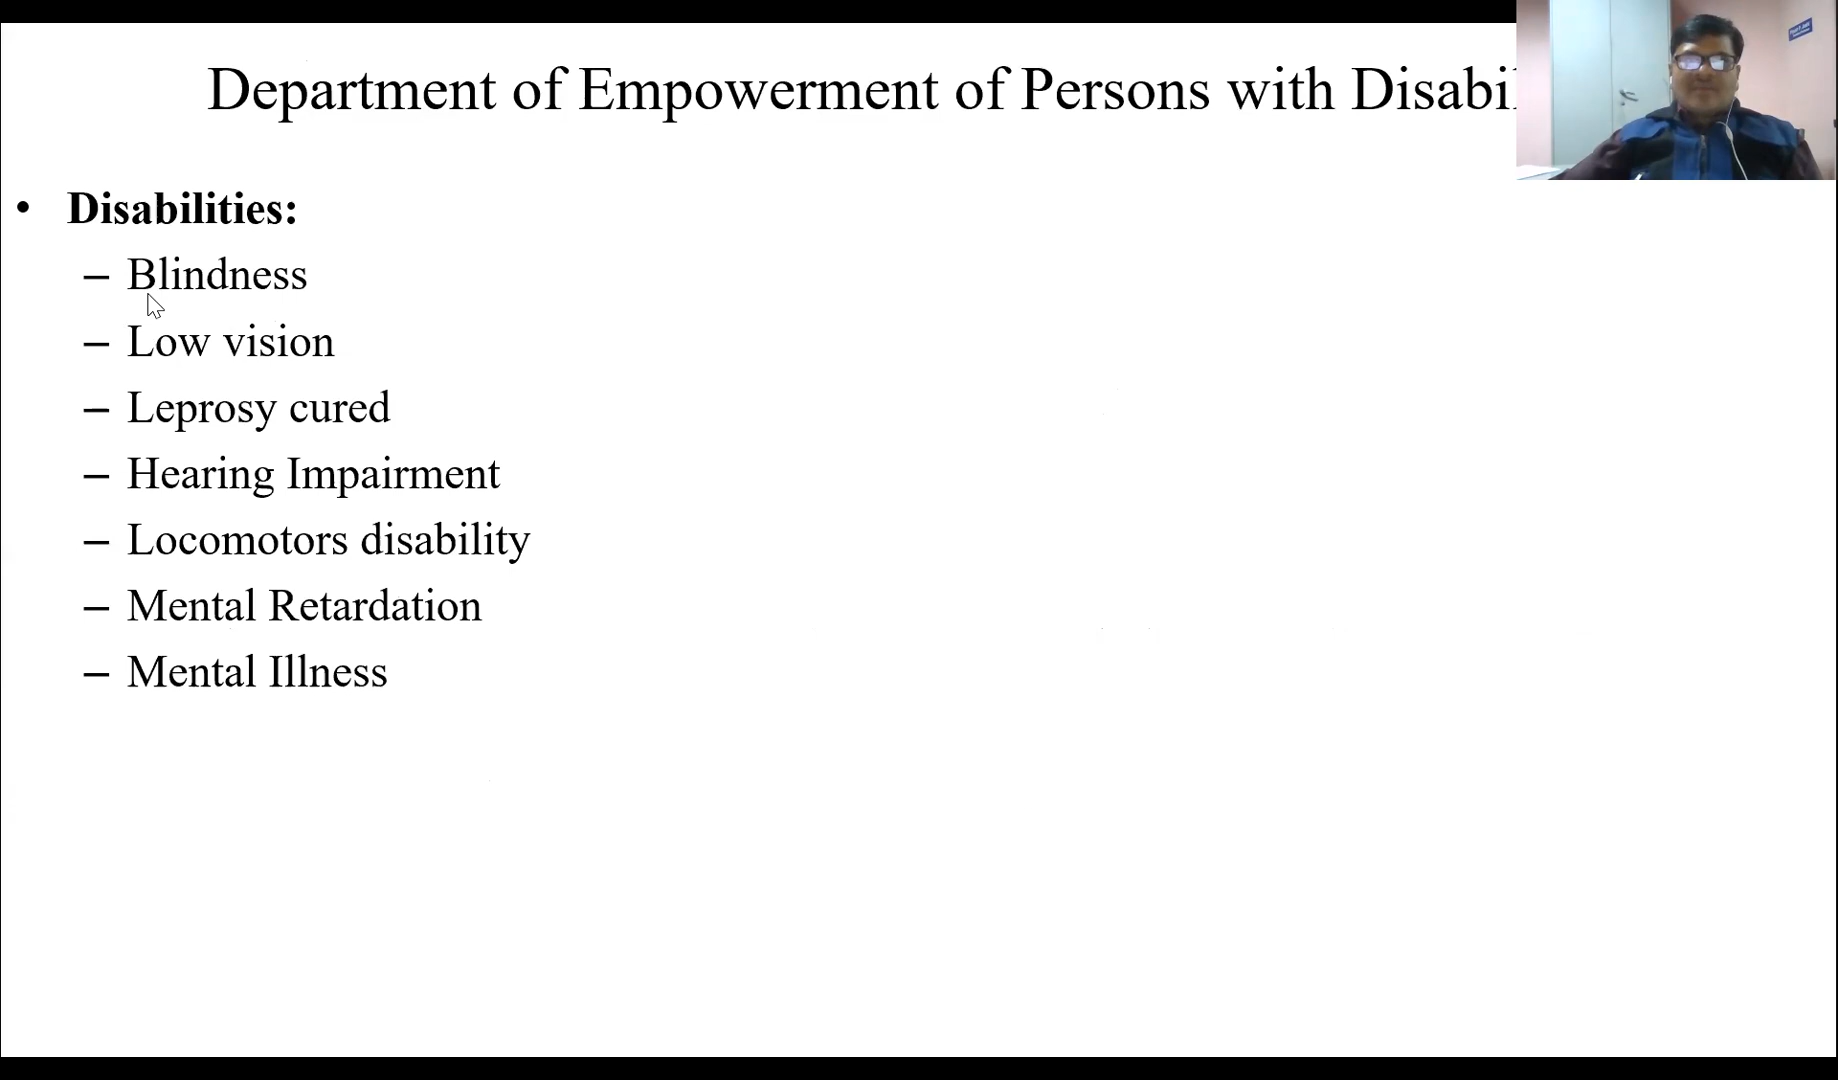 Department of Empowerment of Persons with Disabil
• Disabilities:
– Blindness
– Low vision
– Leprosy cured
– Hearing Impairment
– Locomotors disability
– Mental Retardation
– Mental Illness